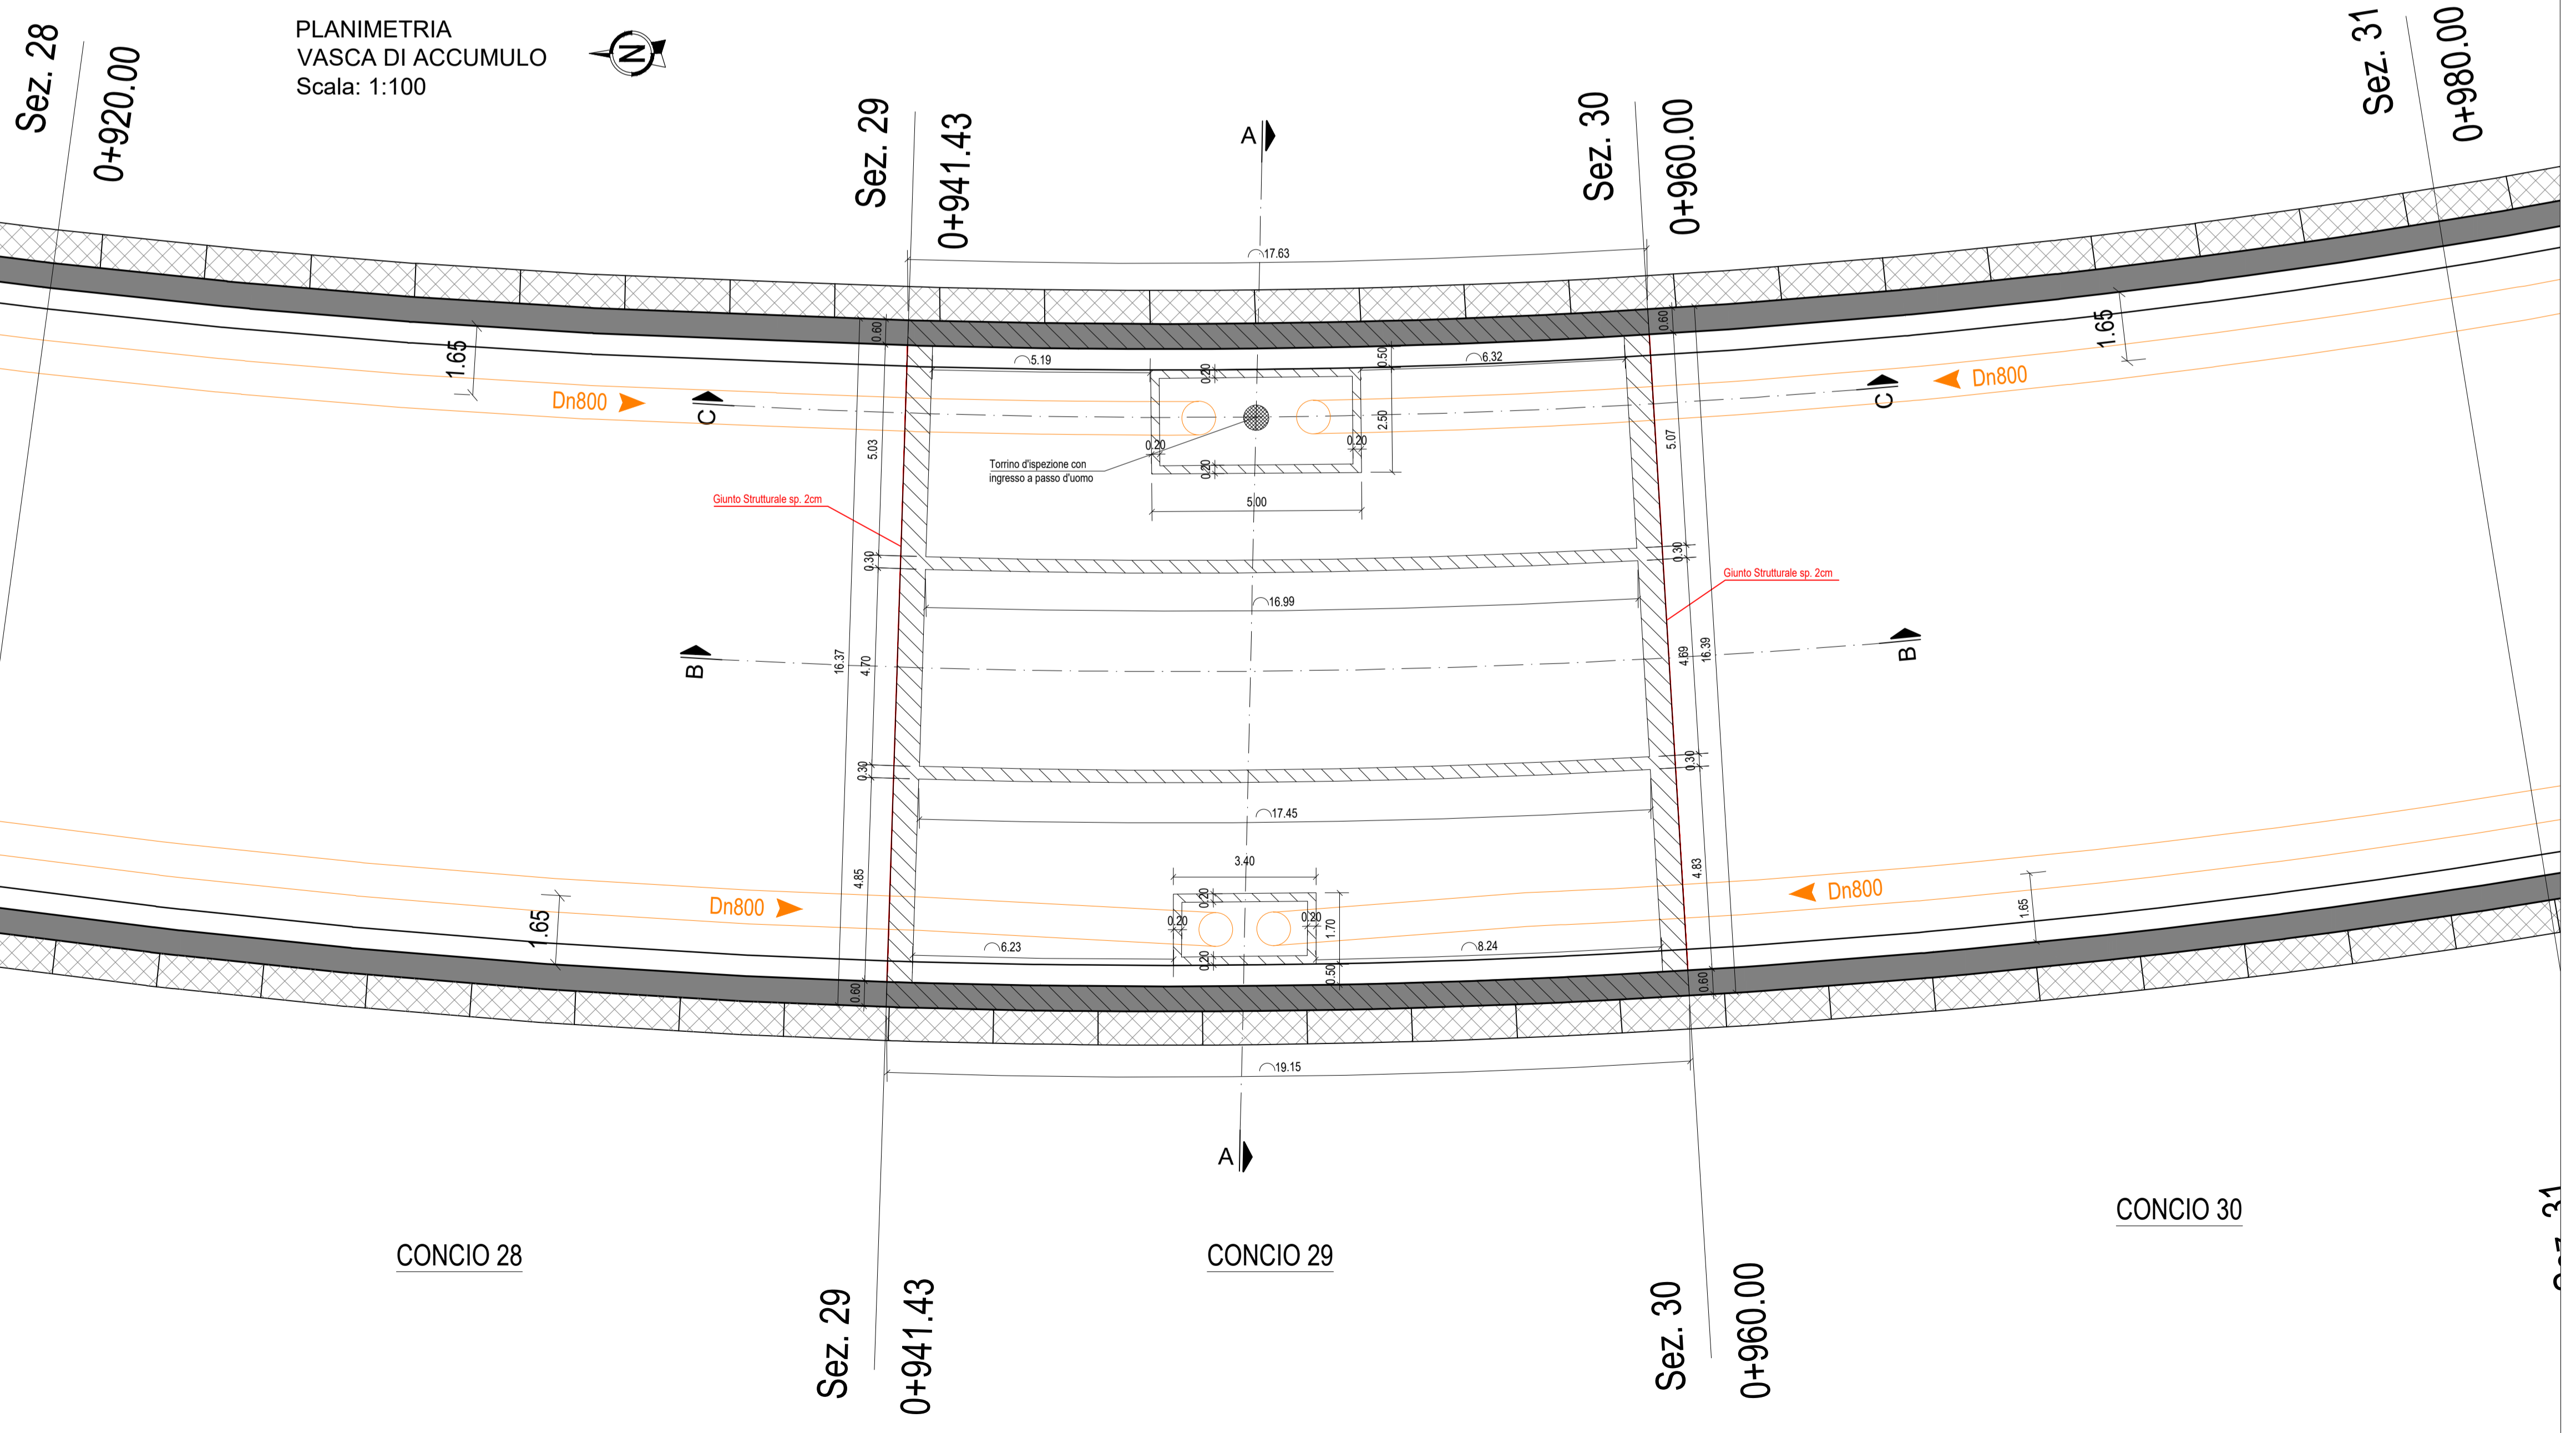 PLANIMETRIA
VASCA DI ACCUMULO
Scala: 1:100
N
Sez. 28
0+920.00
Sez. 29
0+941.43
A
Sez. 30
0+960.00
Sez. 31
0+980.00
17.63
0.60
0.60
1.65
1.65
5.19
6.32
0.50
0.20
Dn800
Dn800
C
C
2.50
5.03
5.07
0.20
0.20
0.20
Torrino d'ispezione con
ingresso a passo d'uomo
5.00
Giunto Strutturale sp. 2cm
0.30
0.30
Giunto Strutturale sp. 2cm
16.99
B
B
16.37
4.70
4.69
16.39
0.30
0.30
17.45
3.40
4.85
4.83
Dn800
Dn800
0.20
0.20
0.20
1.70
1.65
1.65
6.23
8.24
0.20
0.50
0.60
0.60
19.15
A
CONCIO 28
CONCIO 29
CONCIO 30
Sez. 29
0+941.43
Sez. 30
0+960.00